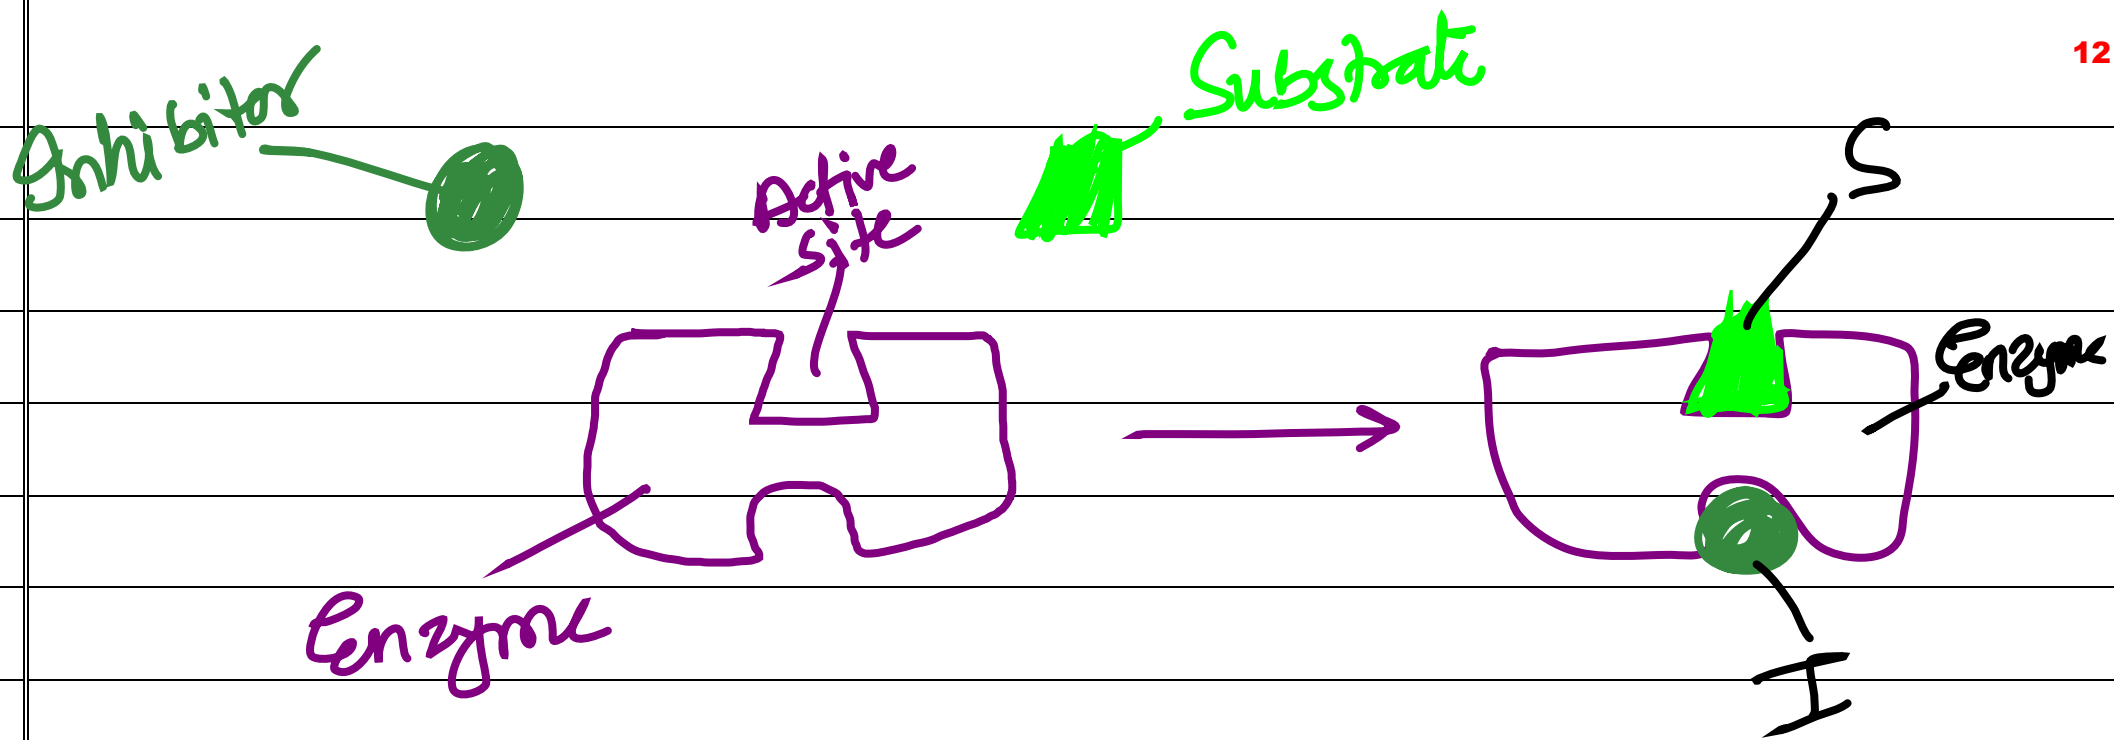 12
Inhibitor
Substrate
Active
site
S
Enzyme
Enzyme
I